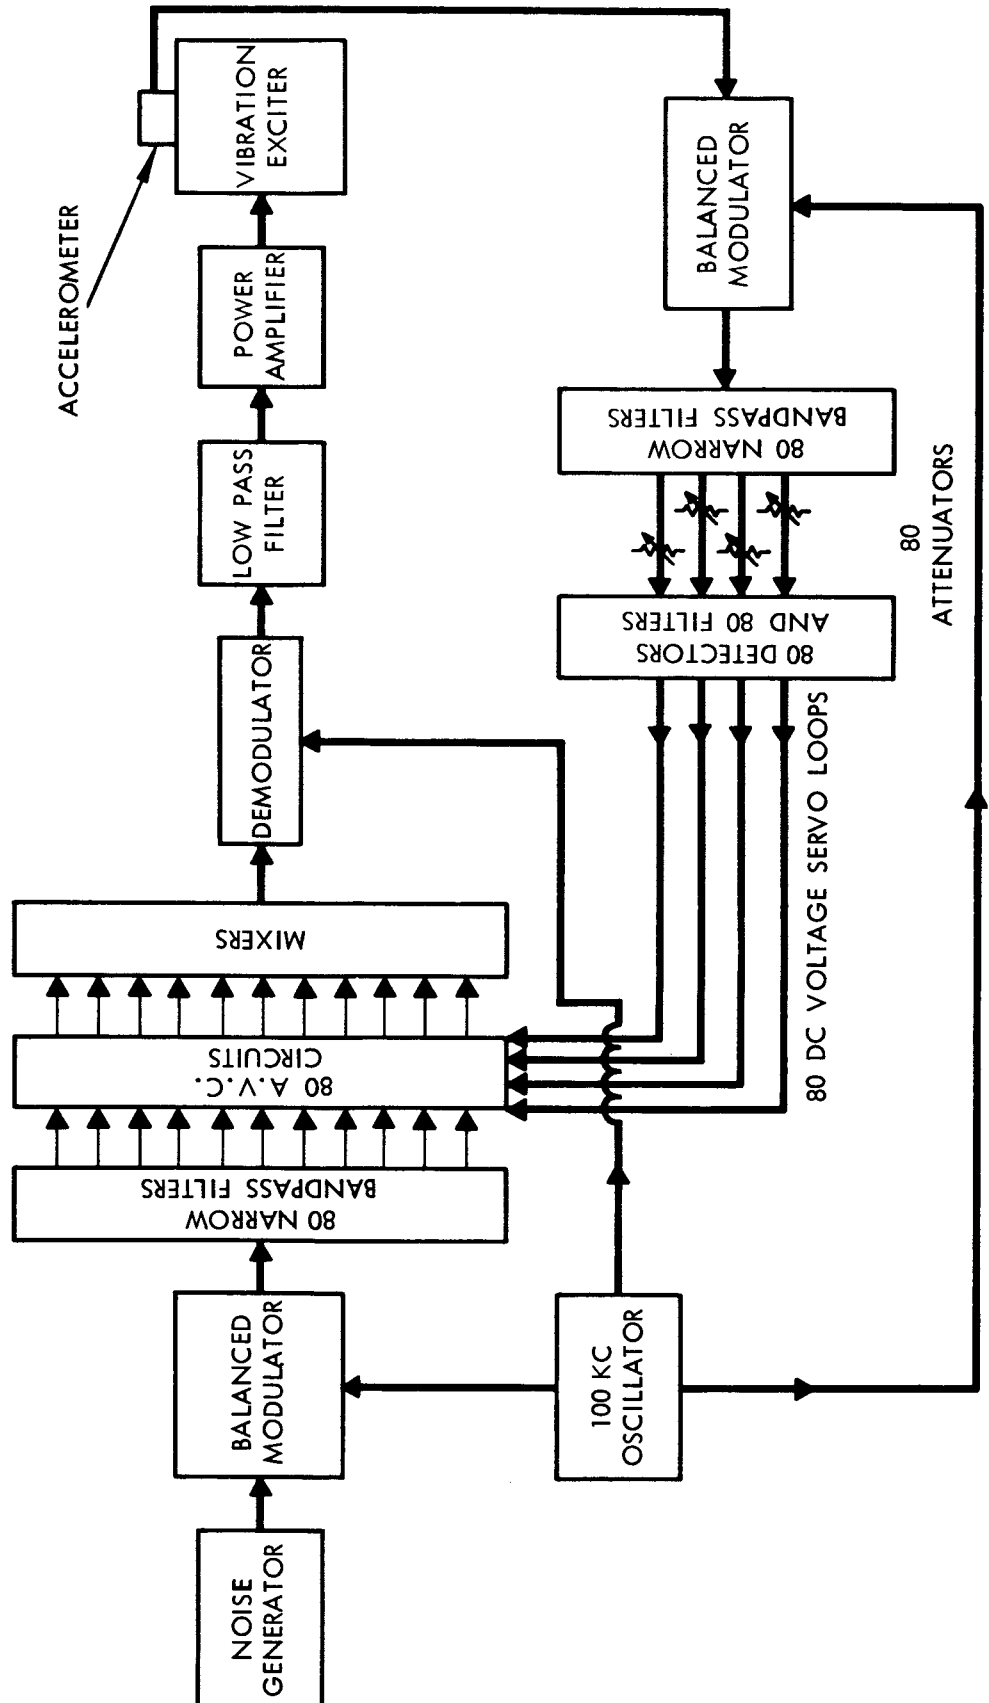 NOISE
GENERATOR
BALANCED
MODULATOR
80 NARROW
BANDPASS FILTERS
80 A.V.C.
CIRCUITS
MIXERS
DEMODULATOR
LOW PASS
FILTER
POWER
AMPLIFIER
VIBRATION
EXCITER
ACCELEROMETER
BALANCED
MODULATOR
80 NARROW
BANDPASS FILTERS
80
ATTENUATORS
80 DETECTORS
AND 80 FILTERS
80 DC VOLTAGE SERVO LOOPS
100 KC
OSCILLATOR